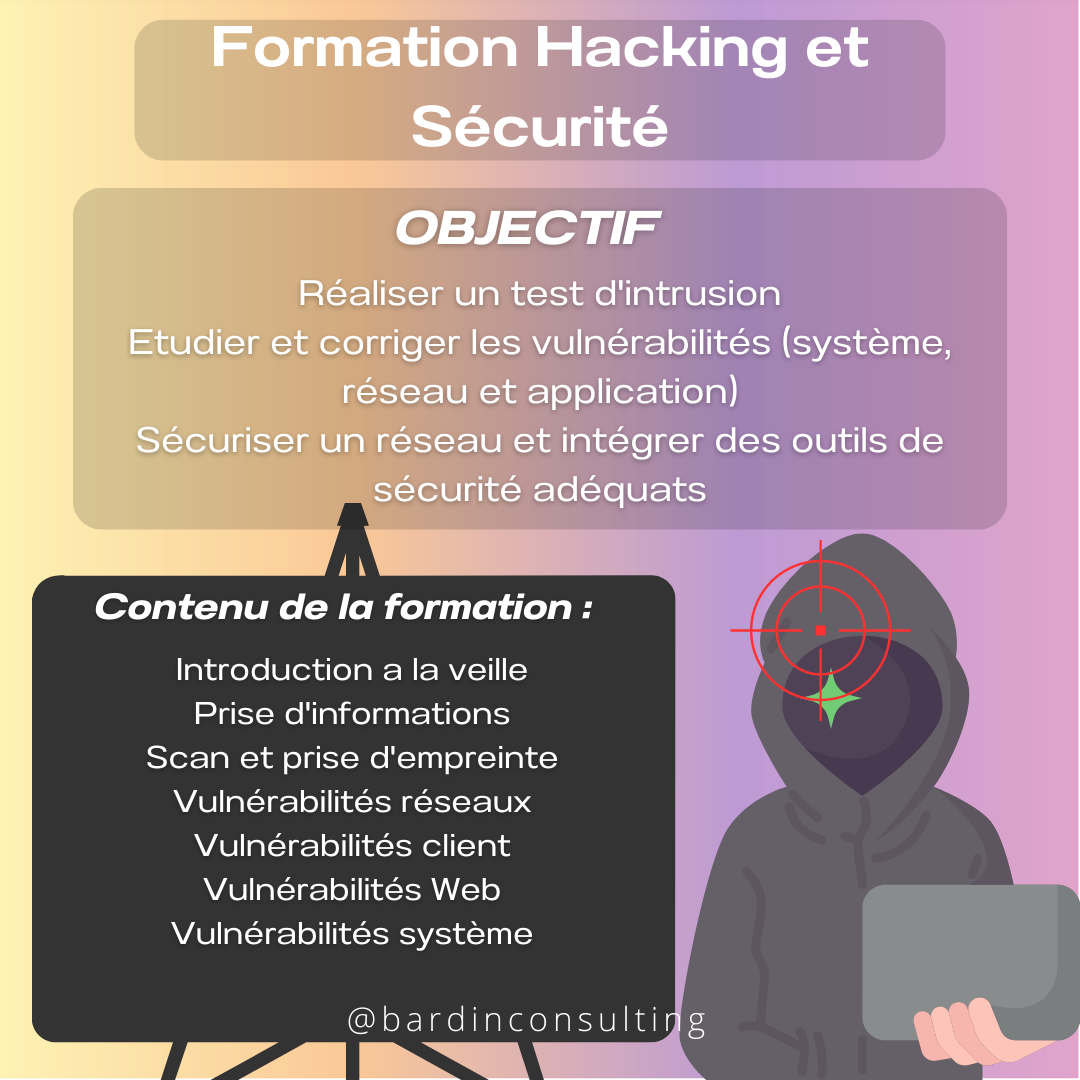 Formation Hacking et
Sécurité
OBJECTIF
Réaliser un test d'intrusion
Etudier et corriger les vulnérabilités (système,
réseau et application)
Sécuriser un réseau et intégrer des outils de
sécurité adéquats
Contenu de la formation :
Introduction a la veille
Prise d'informations
Scan et prise d'empreinte
Vulnérabilités réseaux
Vulnérabilités client
Vulnérabilités Web
Vulnérabilités système
@bardinconsulting